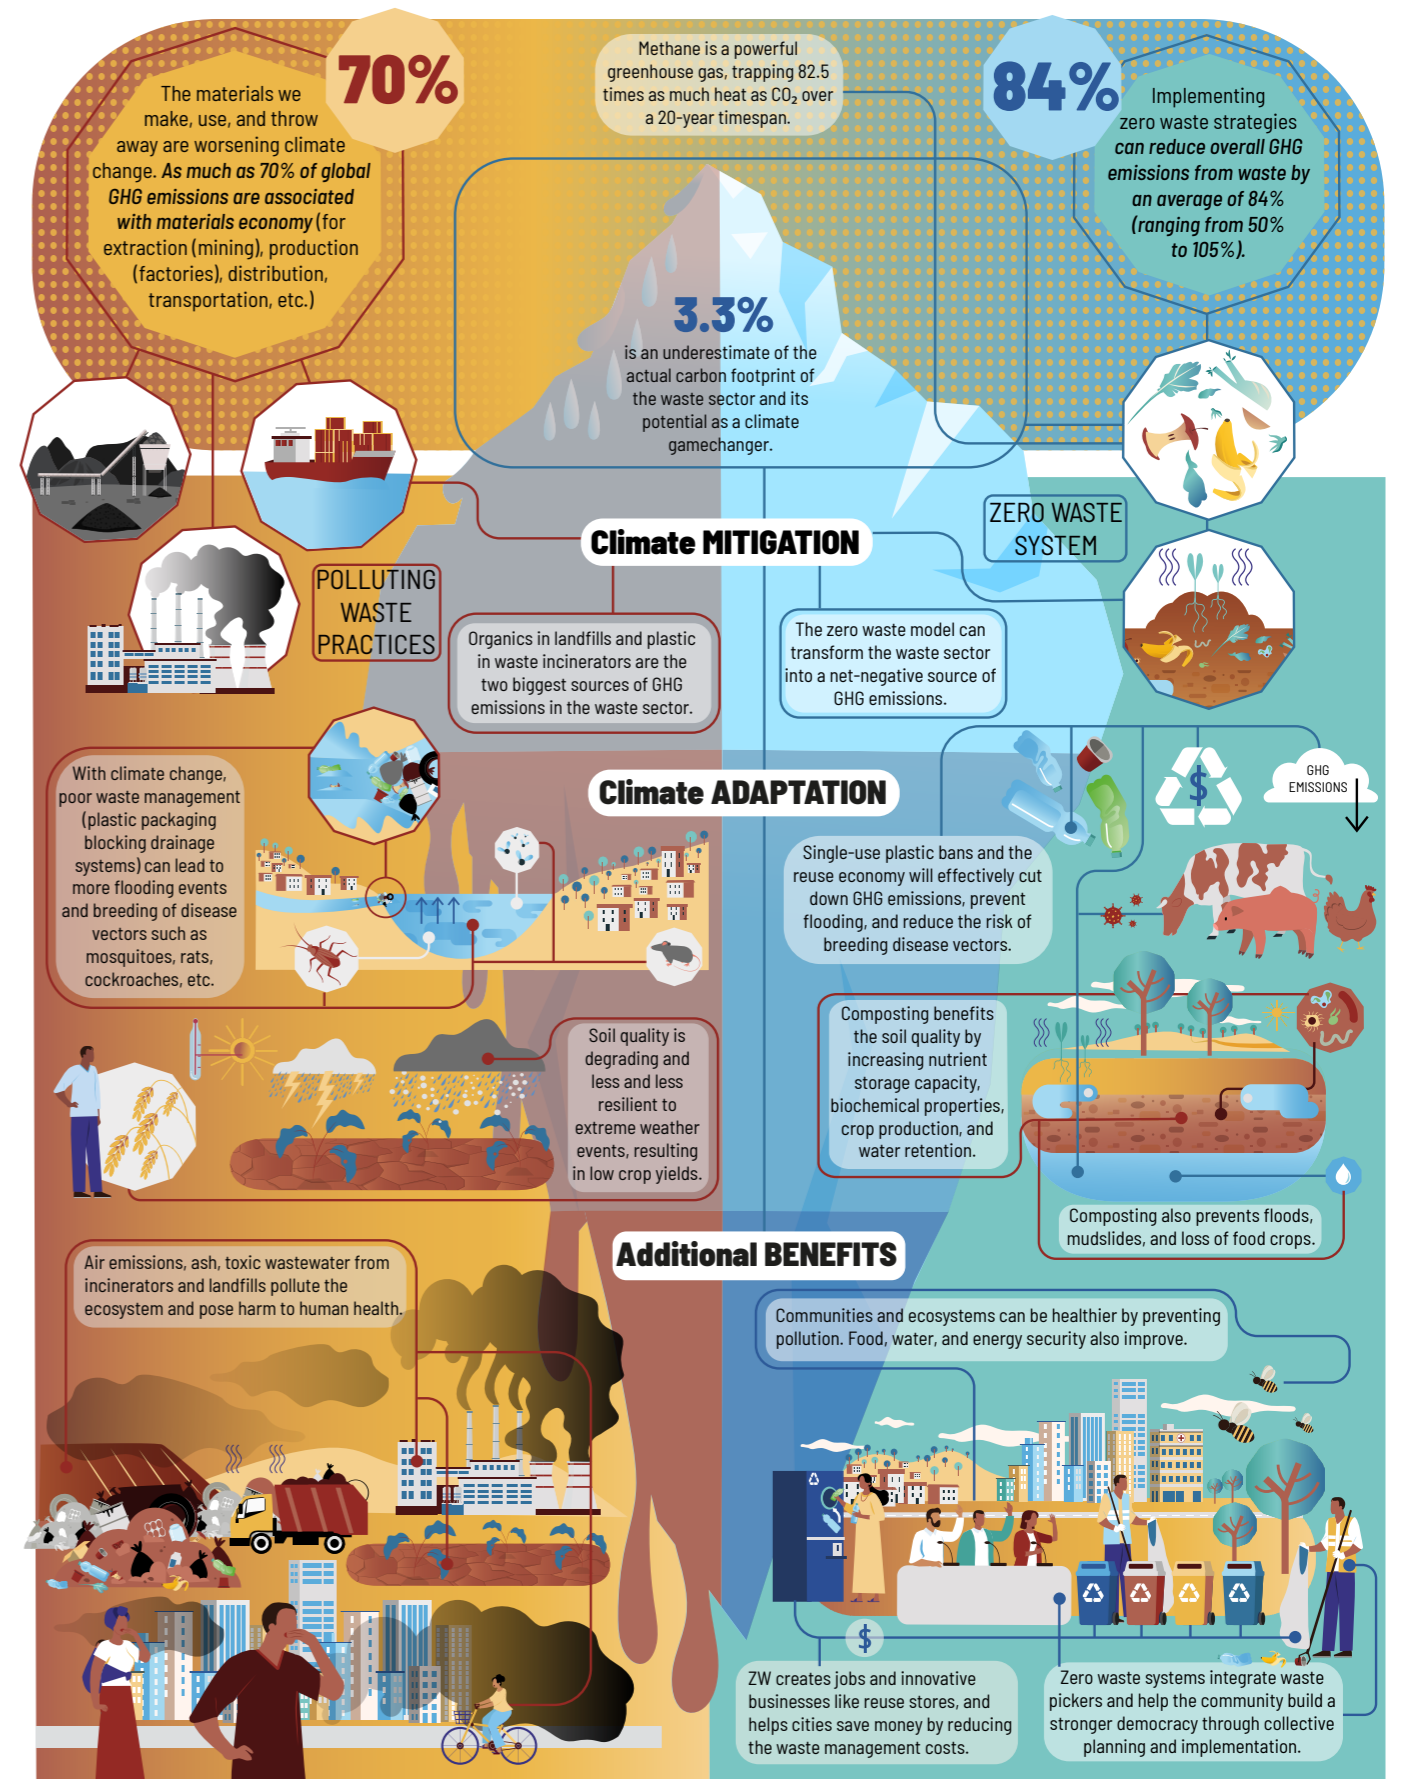 The materials we
make, use, and throw
away are worsening climate
change. As much as 70% of global
GHG emissions are associated
with materials economy (for
extraction (mining), production
(factories), distribution,
transportation, etc.)
70%
Methane is a powerful
greenhouse gas, trapping 82.5
times as much heat as CO₂ over
a 20-year timespan.
84%
Implementing
zero waste strategies
can reduce overall GHG
emissions from waste by
an average of 84%
(ranging from 50%
to 105%).
3.3%
is an underestimate of the
actual carbon footprint of
the waste sector and its
potential as a climate
gamechanger.
Climate MITIGATION
ZERO WASTE
SYSTEM
POLLUTING
WASTE
PRACTICES
Organics in landfills and plastic
in waste incinerators are the
two biggest sources of GHG
emissions in the waste sector.
The zero waste model can
transform the waste sector
into a net-negative source of
GHG emissions.
Climate ADAPTATION
With climate change,
poor waste management
(plastic packaging
blocking drainage
systems) can lead to
more flooding events
and breeding of disease
vectors such as
mosquitoes, rats,
cockroaches, etc.
$
GHG
EMISSIONS
Single-use plastic bans and the
reuse economy will effectively cut
down GHG emissions, prevent
flooding, and reduce the risk of
breeding disease vectors.
Soil quality is
degrading and
less and less
resilient to
extreme weather
events, resulting
in low crop yields.
Composting benefits
the soil quality by
increasing nutrient
storage capacity,
biochemical properties,
crop production, and
water retention.
Composting also prevents floods,
mudslides, and loss of food crops.
Additional BENEFITS
Air emissions, ash, toxic wastewater from
incinerators and landfills pollute the
ecosystem and pose harm to human health.
Communities and ecosystems can be healthier by preventing
pollution. Food, water, and energy security also improve.
$
ZW creates jobs and innovative
businesses like reuse stores, and
helps cities save money by reducing
the waste management costs.
Zero waste systems integrate waste
pickers and help the community build a
stronger democracy through collective
planning and implementation.